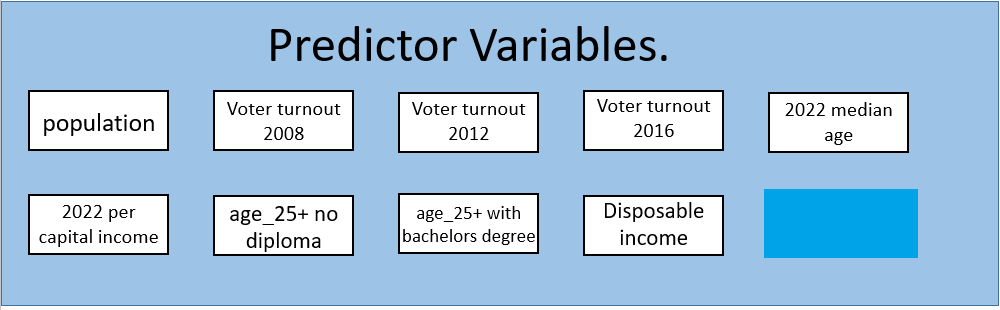 Predictor Variables.
population
Voter turnout
2008
Voter turnout
2012
Voter turnout
2016
2022 median
age
2022 per
capital income
age_25+ no
diploma
age_25+ with
bachelors degree
Disposable
income